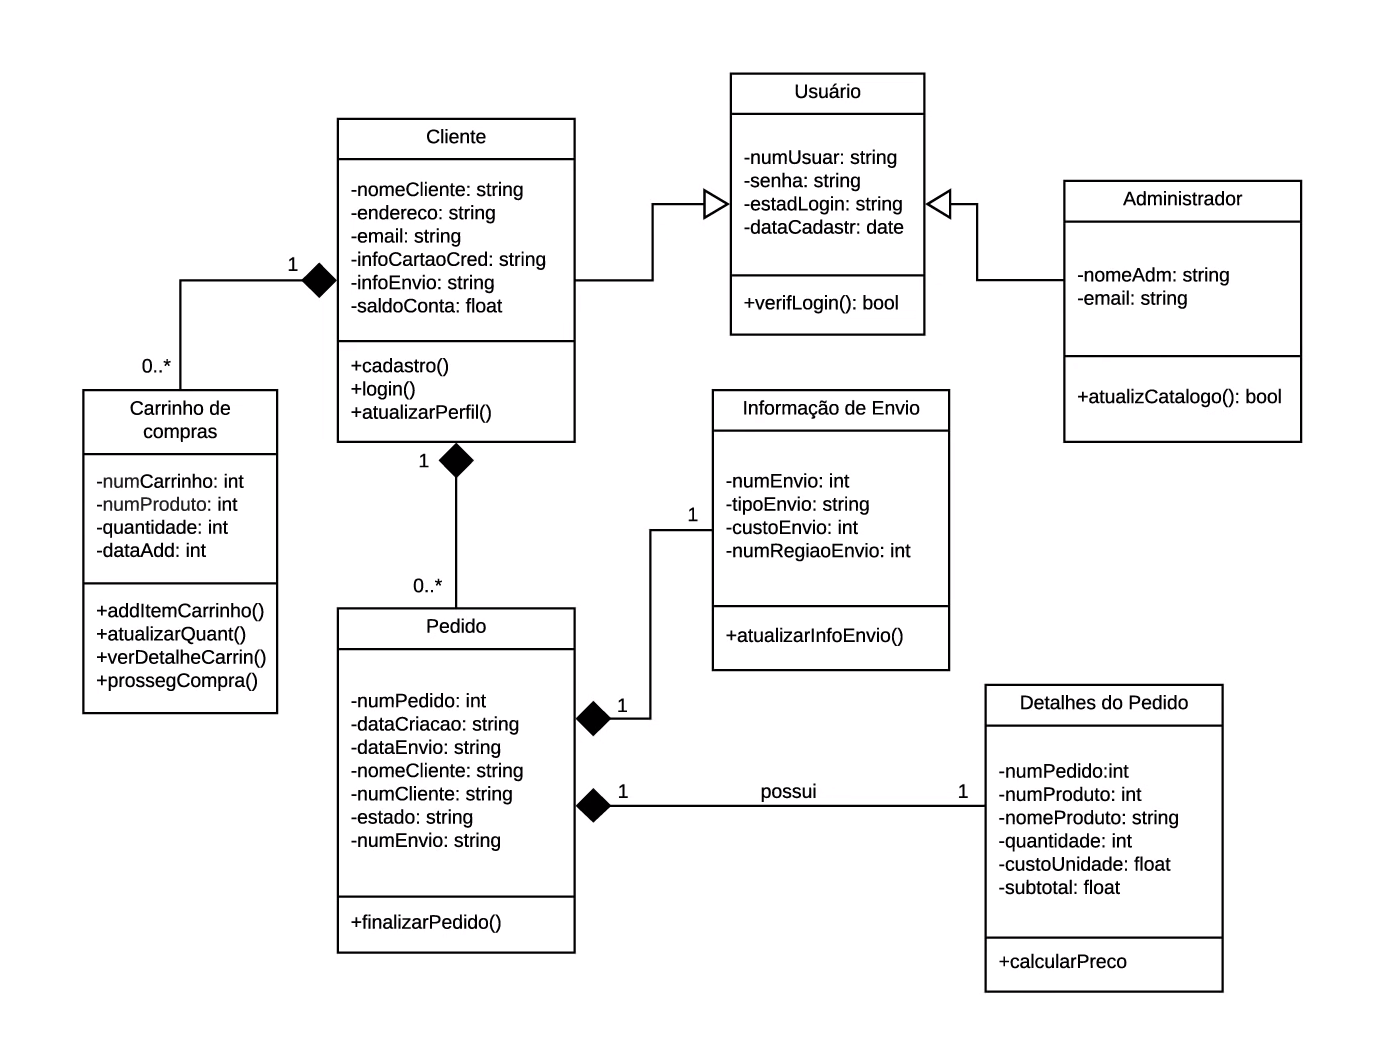 Usuário
-numUsuar: string
-senha: string
-estadLogin: string
-dataCadastr: date
+verifLogin(): bool
Cliente
-nomeCliente: string
-endereco: string
-email: string
-infoCartaoCred: string
-infoEnvio: string
-saldoConta: float
+cadastro()
+login()
+atualizarPerfil()
Administrador
-nomeAdm: string
-email: string
+atualizCatalogo(): bool
1
0..*
Carrinho de
compras
-numCarrinho: int
-numProduto: int
-quantidade: int
-dataAdd: int
+addItemCarrinho()
+atualizarQuant()
+verDetalheCarrin()
+prossegCompra()
1
0..*
Informação de Envio
-numEnvio: int
-tipoEnvio: string
-custoEnvio: int
-numRegiaoEnvio: int
+atualizarInfoEnvio()
1
1
Pedido
-numPedido: int
-dataCriacao: string
-dataEnvio: string
-nomeCliente: string
-numCliente: string
-estado: string
-numEnvio: string
+finalizarPedido()
1
possui
1
Detalhes do Pedido
-numPedido:int
-numProduto: int
-nomeProduto: string
-quantidade: int
-custoUnidade: float
-subtotal: float
+calcularPreco